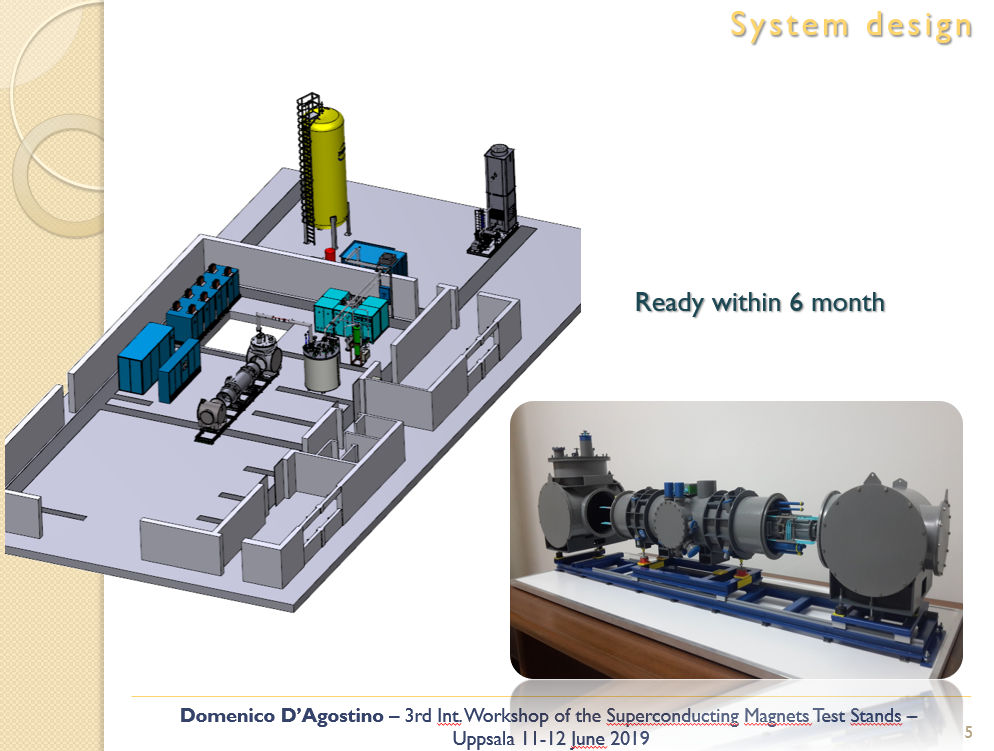 System design
Ready within 6 month
Domenico D'Agostino – 3rd Int. Workshop of the Superconducting Magnets Test Stands –
Uppsala 11-12 June 2019
5